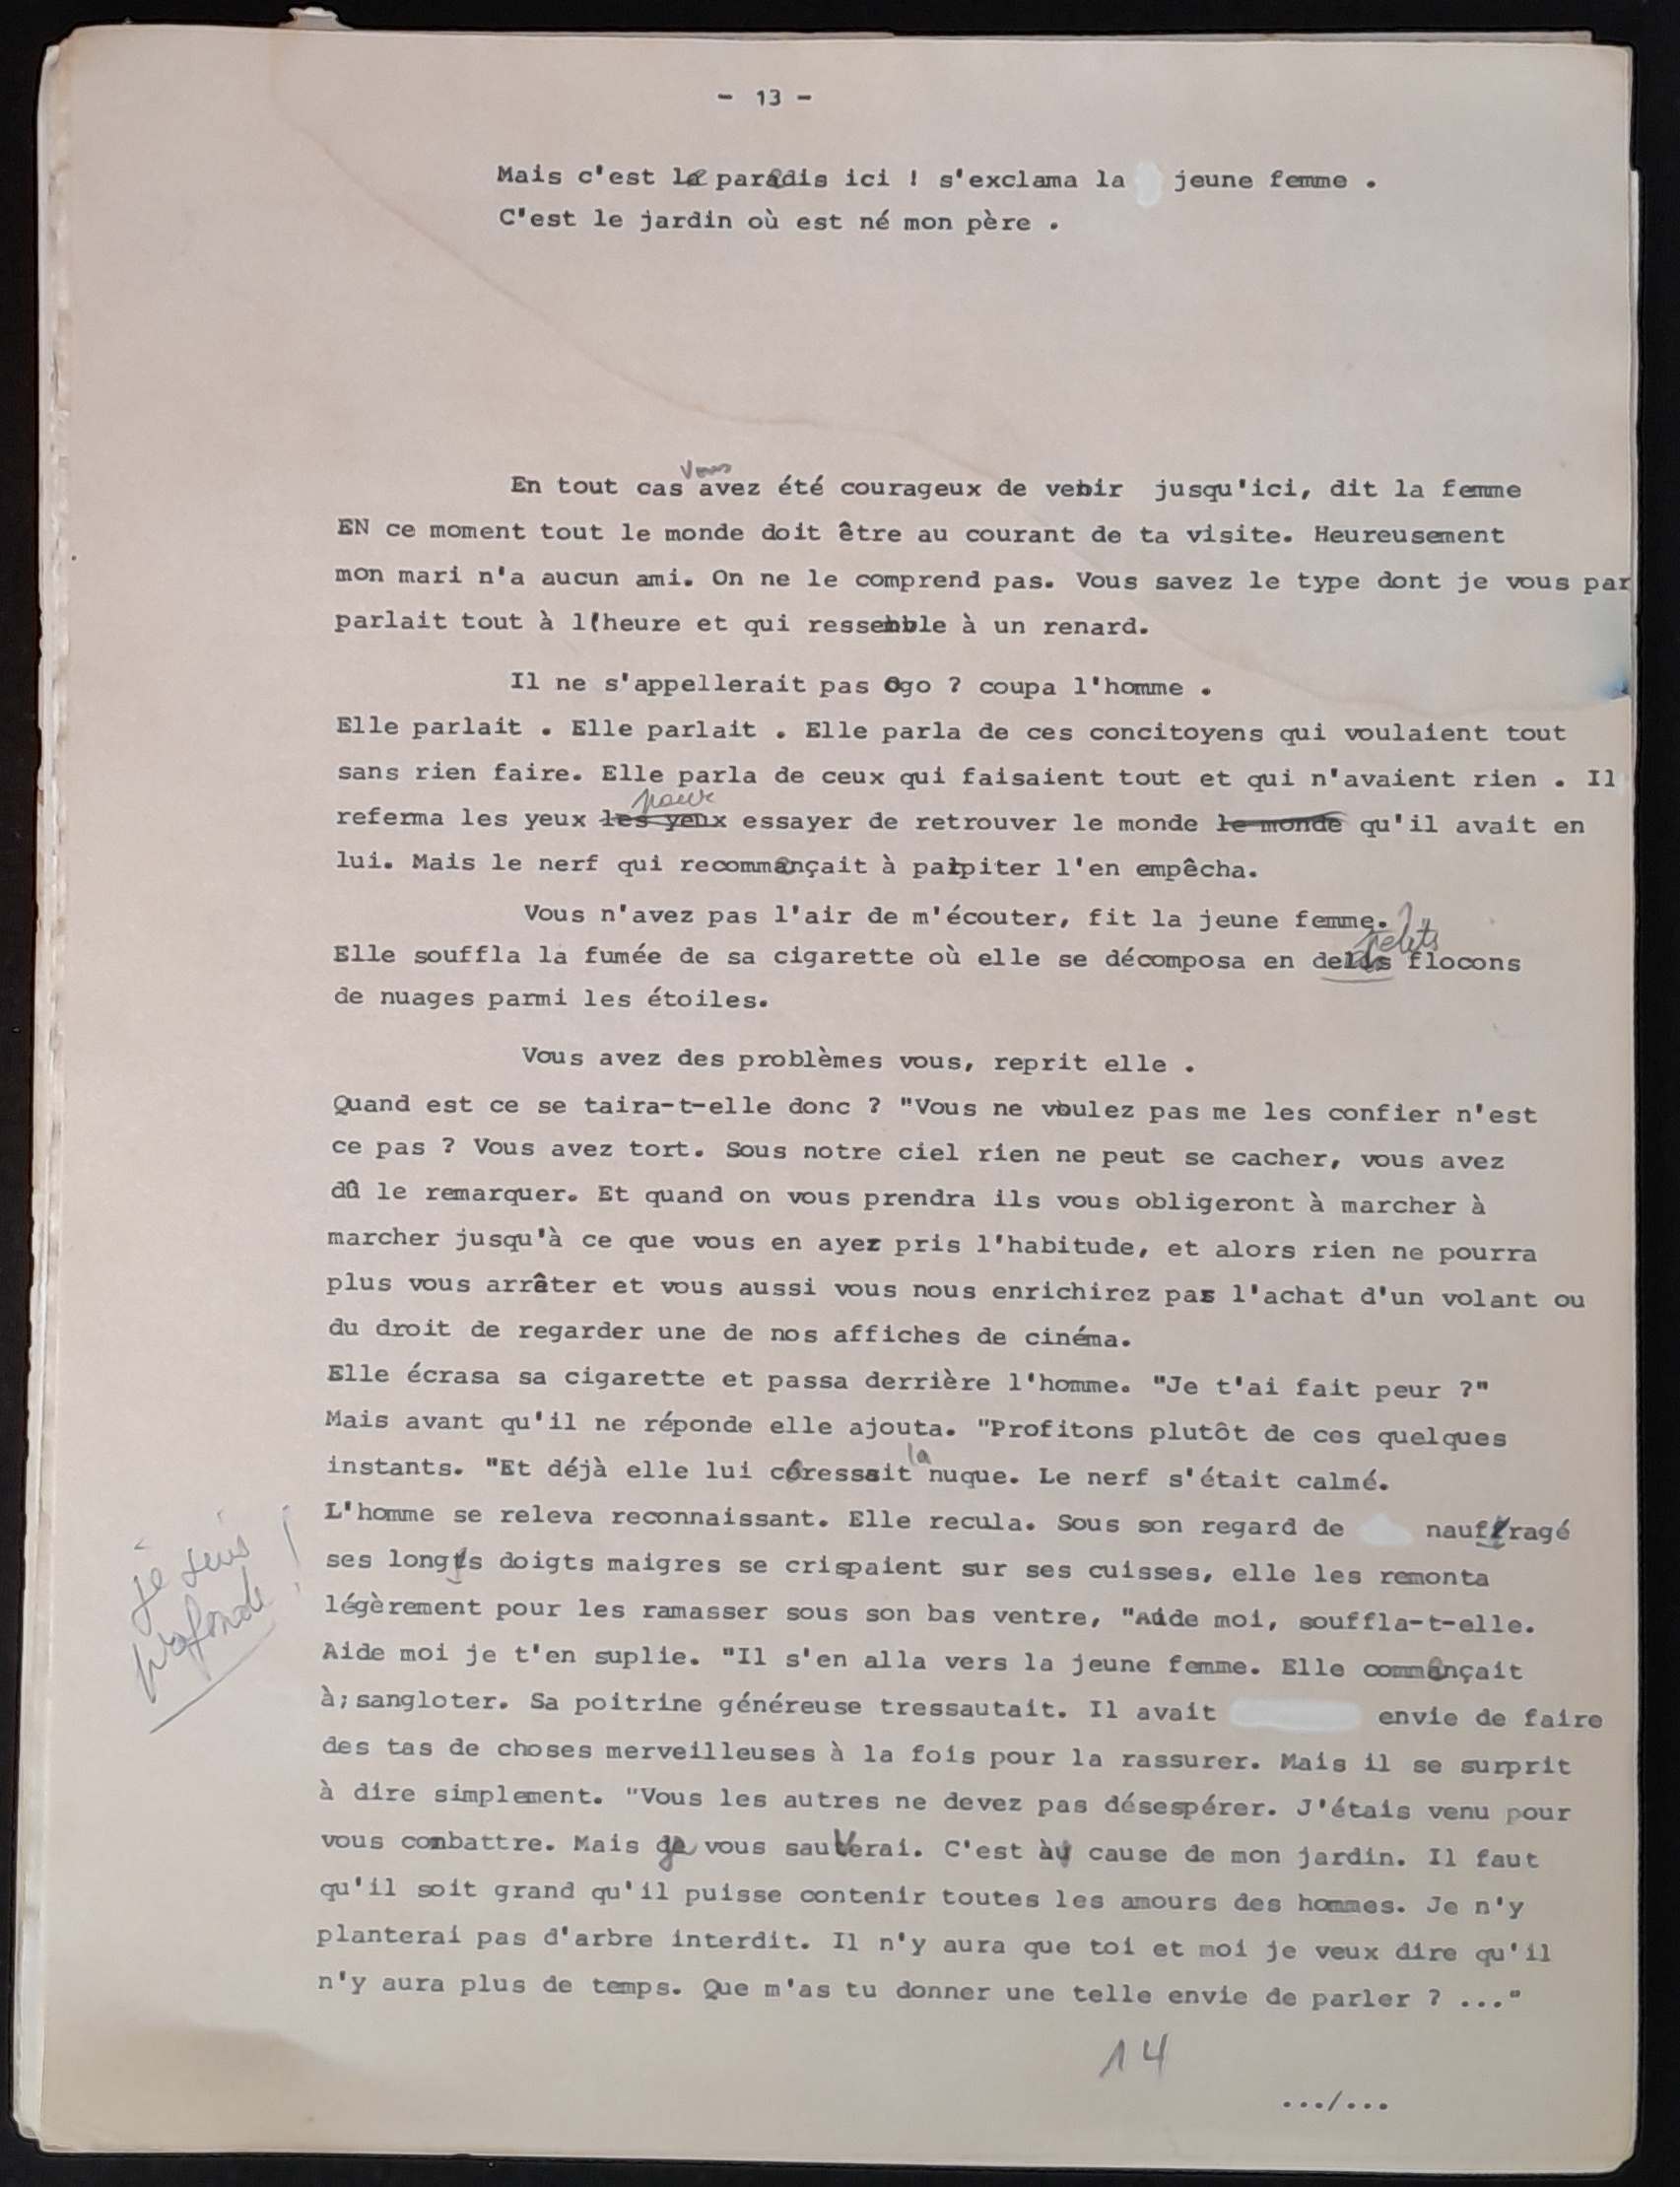 - 13 -
Mais c'est le paradis ici ! s'exclama la jeune femme .
C'est le jardin où est né mon père .
vous
En tout cas avez été courageux de venir jusqu'ici, dit la femme
EN ce moment tout le monde doit être au courant de ta visite. Heureusement
mon mari n'a aucun ami. On ne le comprend pas. Vous savez le type dont je vous par
parlait tout à l'heure et qui ressemble à un renard.
Il ne s'appellerait pas Ogo ? coupa l'homme .
Elle parlait . Elle parlait . Elle parla de ces concitoyens qui voulaient tout
sans rien faire. Elle parla de ceux qui faisaient tout et qui n'avaient rien . Il
pour
referma les yeux les yeux essayer de retrouver le monde le monde qu'il avait en
lui. Mais le nerf qui recommençait à palpiter l'en empêcha.
Vous n'avez pas l'air de m'écouter, fit la jeune femme.
petits
Elle souffla la fumée de sa cigarette où elle se décomposa en de flocons
de nuages parmi les étoiles.
Vous avez des problèmes vous, reprit elle .
Quand est ce se taira-t-elle donc ? "Vous ne voulez pas me les confier n'est
ce pas ? Vous avez tort. Sous notre ciel rien ne peut se cacher, vous avez
dû le remarquer. Et quand on vous prendra ils vous obligeront à marcher à
marcher jusqu'à ce que vous en ayez pris l'habitude, et alors rien ne pourra
plus vous arrêter et vous aussi vous nous enrichirez par l'achat d'un volant ou
du droit de regarder une de nos affiches de cinéma.
Elle écrasa sa cigarette et passa derrière l'homme. "Je t'ai fait peur ?"
Mais avant qu'il ne réponde elle ajouta. "Profitons plutôt de ces quelques
la
instants. "Et déjà elle lui caressait nuque. Le nerf s'était calmé.
L'homme se releva reconnaissant. Elle recula. Sous son regard de naufragé
ses longs doigts maigres se crispaient sur ses cuisses, elle les remonta
légèrement pour les ramasser sous son bas ventre, "Aide moi, souffla-t-elle.
Aide moi je t'en suplie. "Il s'en alla vers la jeune femme. Elle commençait
à;sangloter. Sa poitrine généreuse tressautait. Il avait envie de faire
des tas de choses merveilleuses à la fois pour la rassurer. Mais il se surprit
à dire simplement. "Vous les autres ne devez pas désespérer. J'étais venu pour
vous combattre. Mais je vous sauverai. C'est à cause de mon jardin. Il faut
qu'il soit grand qu'il puisse contenir toutes les amours des hommes. Je n'y
planterai pas d'arbre interdit. Il n'y aura que toi et moi je veux dire qu'il
n'y aura plus de temps. Que m'as tu donner une telle envie de parler ? ..."
je suis
profonde !
14
.../...